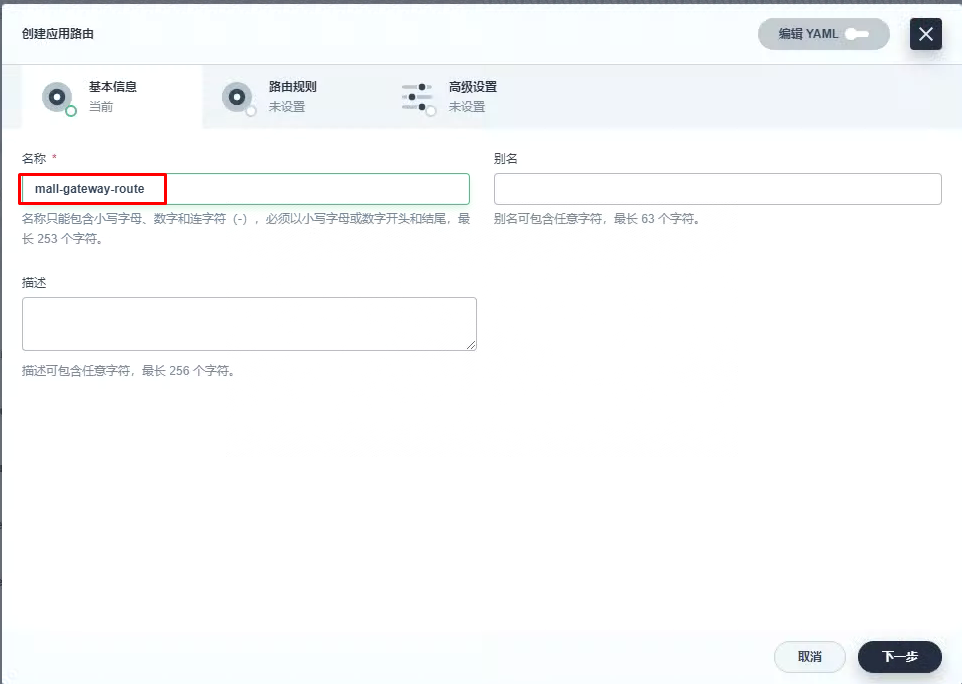 创建应用路由
编辑 YAML
基本信息
当前
路由规则
未设置
高级设置
未设置
名称 *
别名
mall-gateway-route
名称只能包含小写字母、数字和连字符（-），必须以小写字母或数字开头和结尾，最
长 253 个字符。
别名可包含任意字符，最长 63 个字符。
描述
描述可包含任意字符，最长 256 个字符。
取消
下一步